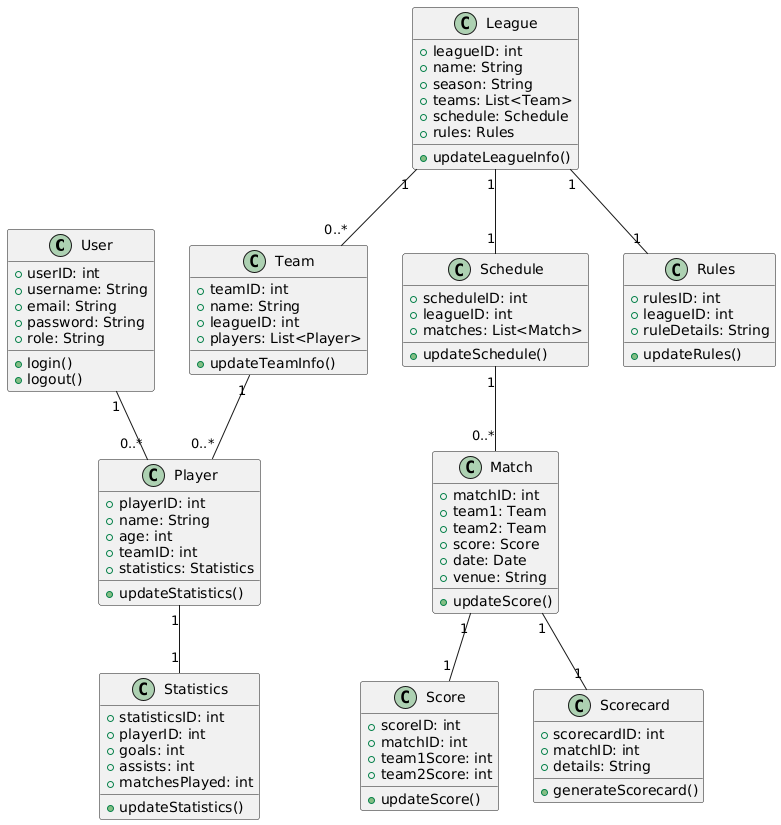 C League
leagueID: int
name: String
season: String
teams: List<Team>
schedule: Schedule
rules: Rules
updateLeagueInfo()
1
1
1
0..*
1
1
C User
userID: int
username: String
email: String
password: String
role: String
login()
logout()
C Team
teamID: int
name: String
leagueID: int
players: List<Player>
updateTeamInfo()
C Schedule
scheduleID: int
leagueID: int
matches: List<Match>
updateSchedule()
C Rules
rulesID: int
leagueID: int
ruleDetails: String
updateRules()
1
1
1
0..*
0..*
0..*
C Player
playerID: int
name: String
age: int
teamID: int
statistics: Statistics
updateStatistics()
C Match
matchID: int
team1: Team
team2: Team
score: Score
date: Date
venue: String
updateScore()
1
1
1
1
1
1
C Statistics
statisticsID: int
playerID: int
goals: int
assists: int
matchesPlayed: int
updateStatistics()
C Score
scoreID: int
matchID: int
team1Score: int
team2Score: int
updateScore()
C Scorecard
scorecardID: int
matchID: int
details: String
generateScorecard()